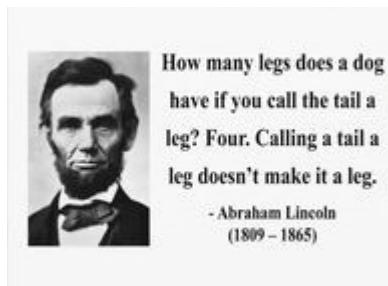 How many legs does a dog
have if you call the tail a
leg? Four. Calling a tail a
leg doesn't make it a leg.
- Abraham Lincoln
(1809 – 1865)